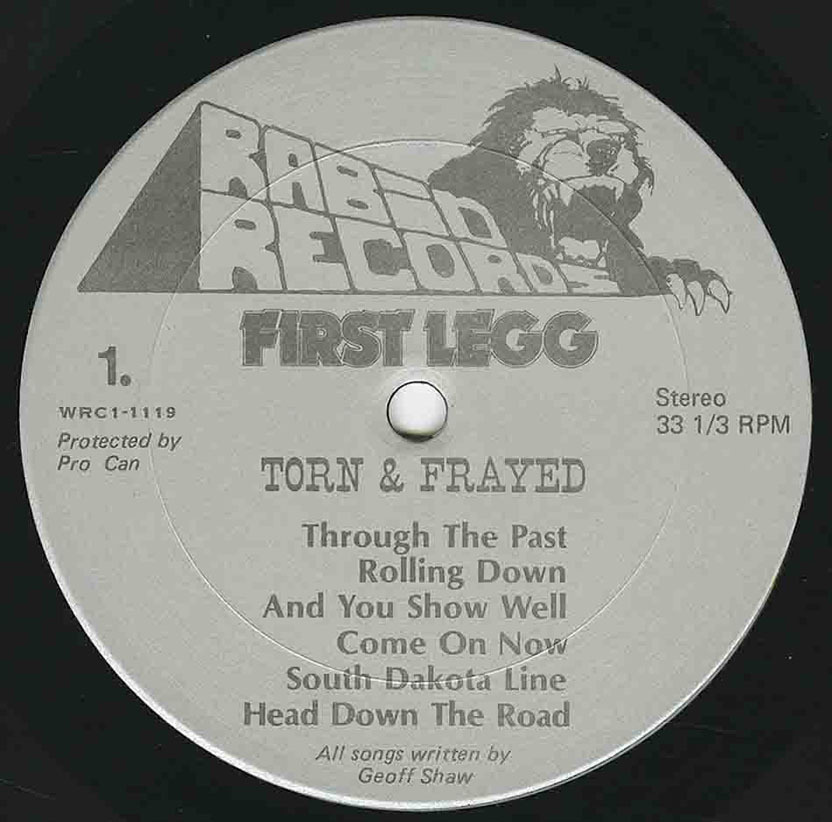 RABIN
RECORDS
FIRST LEGG
1.
WRC1-1119
Protected by
Pro Can
Stereo
33 1/3 RPM
TORN & FRAYED
Through The Past
Rolling Down
And You Show Well
Come On Now
South Dakota Line
Head Down The Road
All songs written by
Geoff Shaw